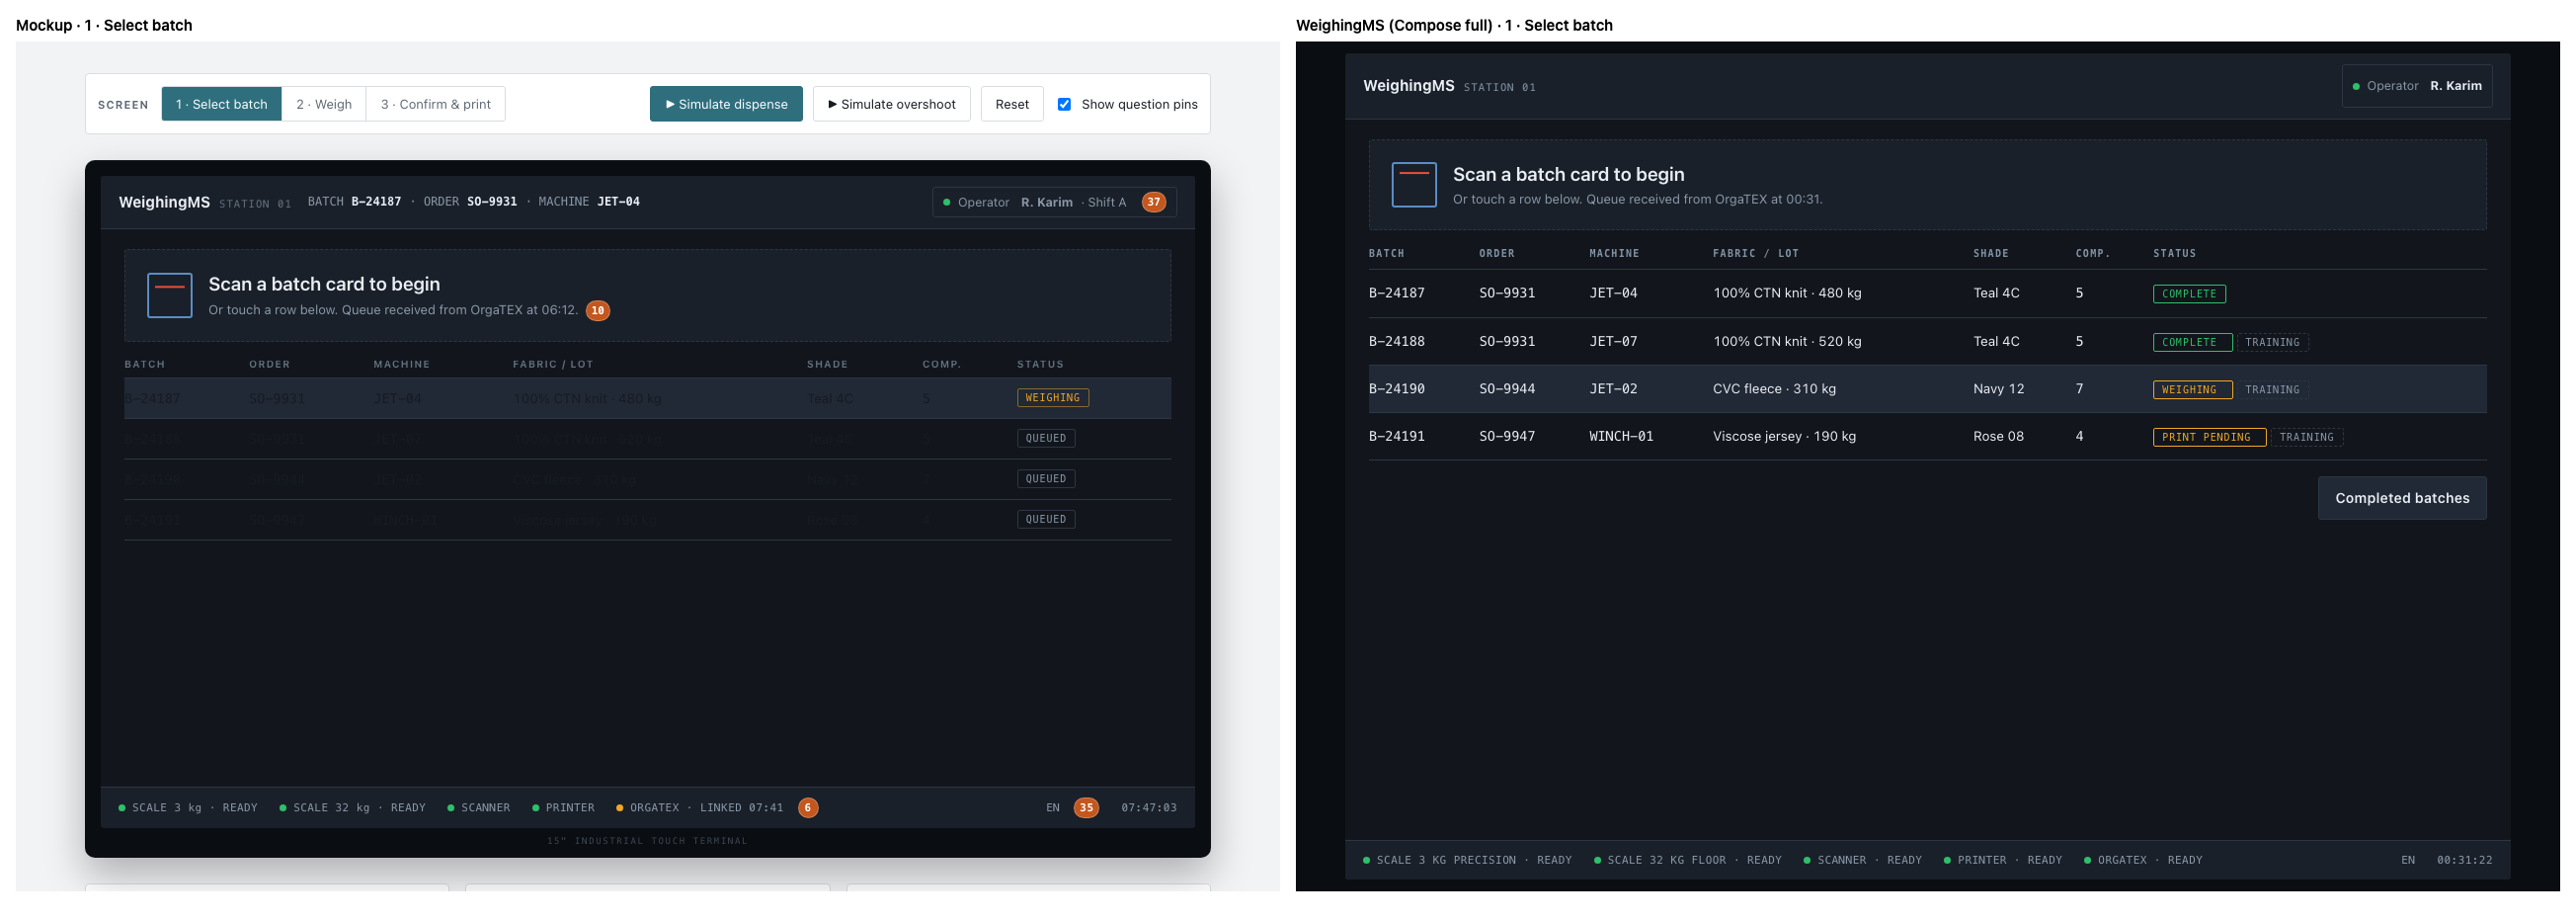 Mockup · 1 · Select batch
SCREEN 1 · Select batch 2 · Weigh 3 · Confirm & print ▶ Simulate dispense ▶ Simulate overshoot Reset Show question pins
WeighingMS STATION 01 BATCH B–24187 · ORDER SO–9931 · MACHINE JET–04 Operator R. Karim · Shift A 37
Scan a batch card to begin
Or touch a row below. Queue received from OrgaTEX at 06:12. 10
BATCH ORDER MACHINE FABRIC / LOT SHADE COMP. STATUS
B–24187 SO–9931 JET–04 100% CTN knit · 480 kg Teal 4C 5 WEIGHING
QUEUED
QUEUED
QUEUED
SCALE 3 kg · READY SCALE 32 kg · READY SCANNER PRINTER ORGATEX · LINKED 07:41 6 EN 35 07:47:03
15" INDUSTRIAL TOUCH TERMINAL
WeighingMS (Compose full) · 1 · Select batch
WeighingMS STATION 01 Operator R. Karim
Scan a batch card to begin
Or touch a row below. Queue received from OrgaTEX at 00:31.
BATCH ORDER MACHINE FABRIC / LOT SHADE COMP. STATUS
B–24187 SO–9931 JET–04 100% CTN knit · 480 kg Teal 4C 5 COMPLETE
B–24188 SO–9931 JET–07 100% CTN knit · 520 kg Teal 4C 5 COMPLETE TRAINING
B–24190 SO–9944 JET–02 CVC fleece · 310 kg Navy 12 7 WEIGHING TRAINING
B–24191 SO–9947 WINCH–01 Viscose jersey · 190 kg Rose 08 4 PRINT PENDING TRAINING
Completed batches
SCALE 3 KG PRECISION · READY SCALE 32 KG FLOOR · READY SCANNER · READY PRINTER · READY ORGATEX · READY EN 00:31:22